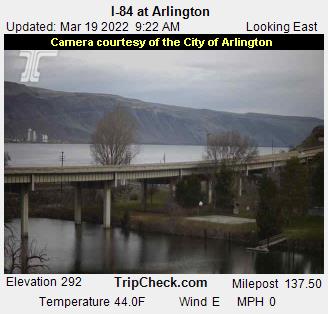 I-84 at Arlington
Updated: Mar 19 2022 9:22 AM Looking East
Camera courtesy of the City of Arlington
Elevation 292 TripCheck.com Milepost 137.50
Temperature 44.0F Wind E MPH 0